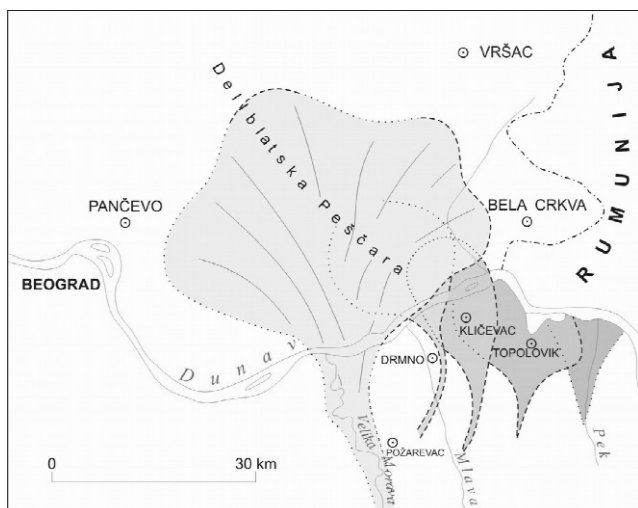 VRŠAC
RUMUNIJA
Deliblatska Peščara
PANČEVO
BELA CRKVA
BEOGRAD
KLIČEVAC
TOPOLOVIK
DRMNO
Dunav
POŽAREVAC
Velika
Morava
Mlava
Pek
0 30 km